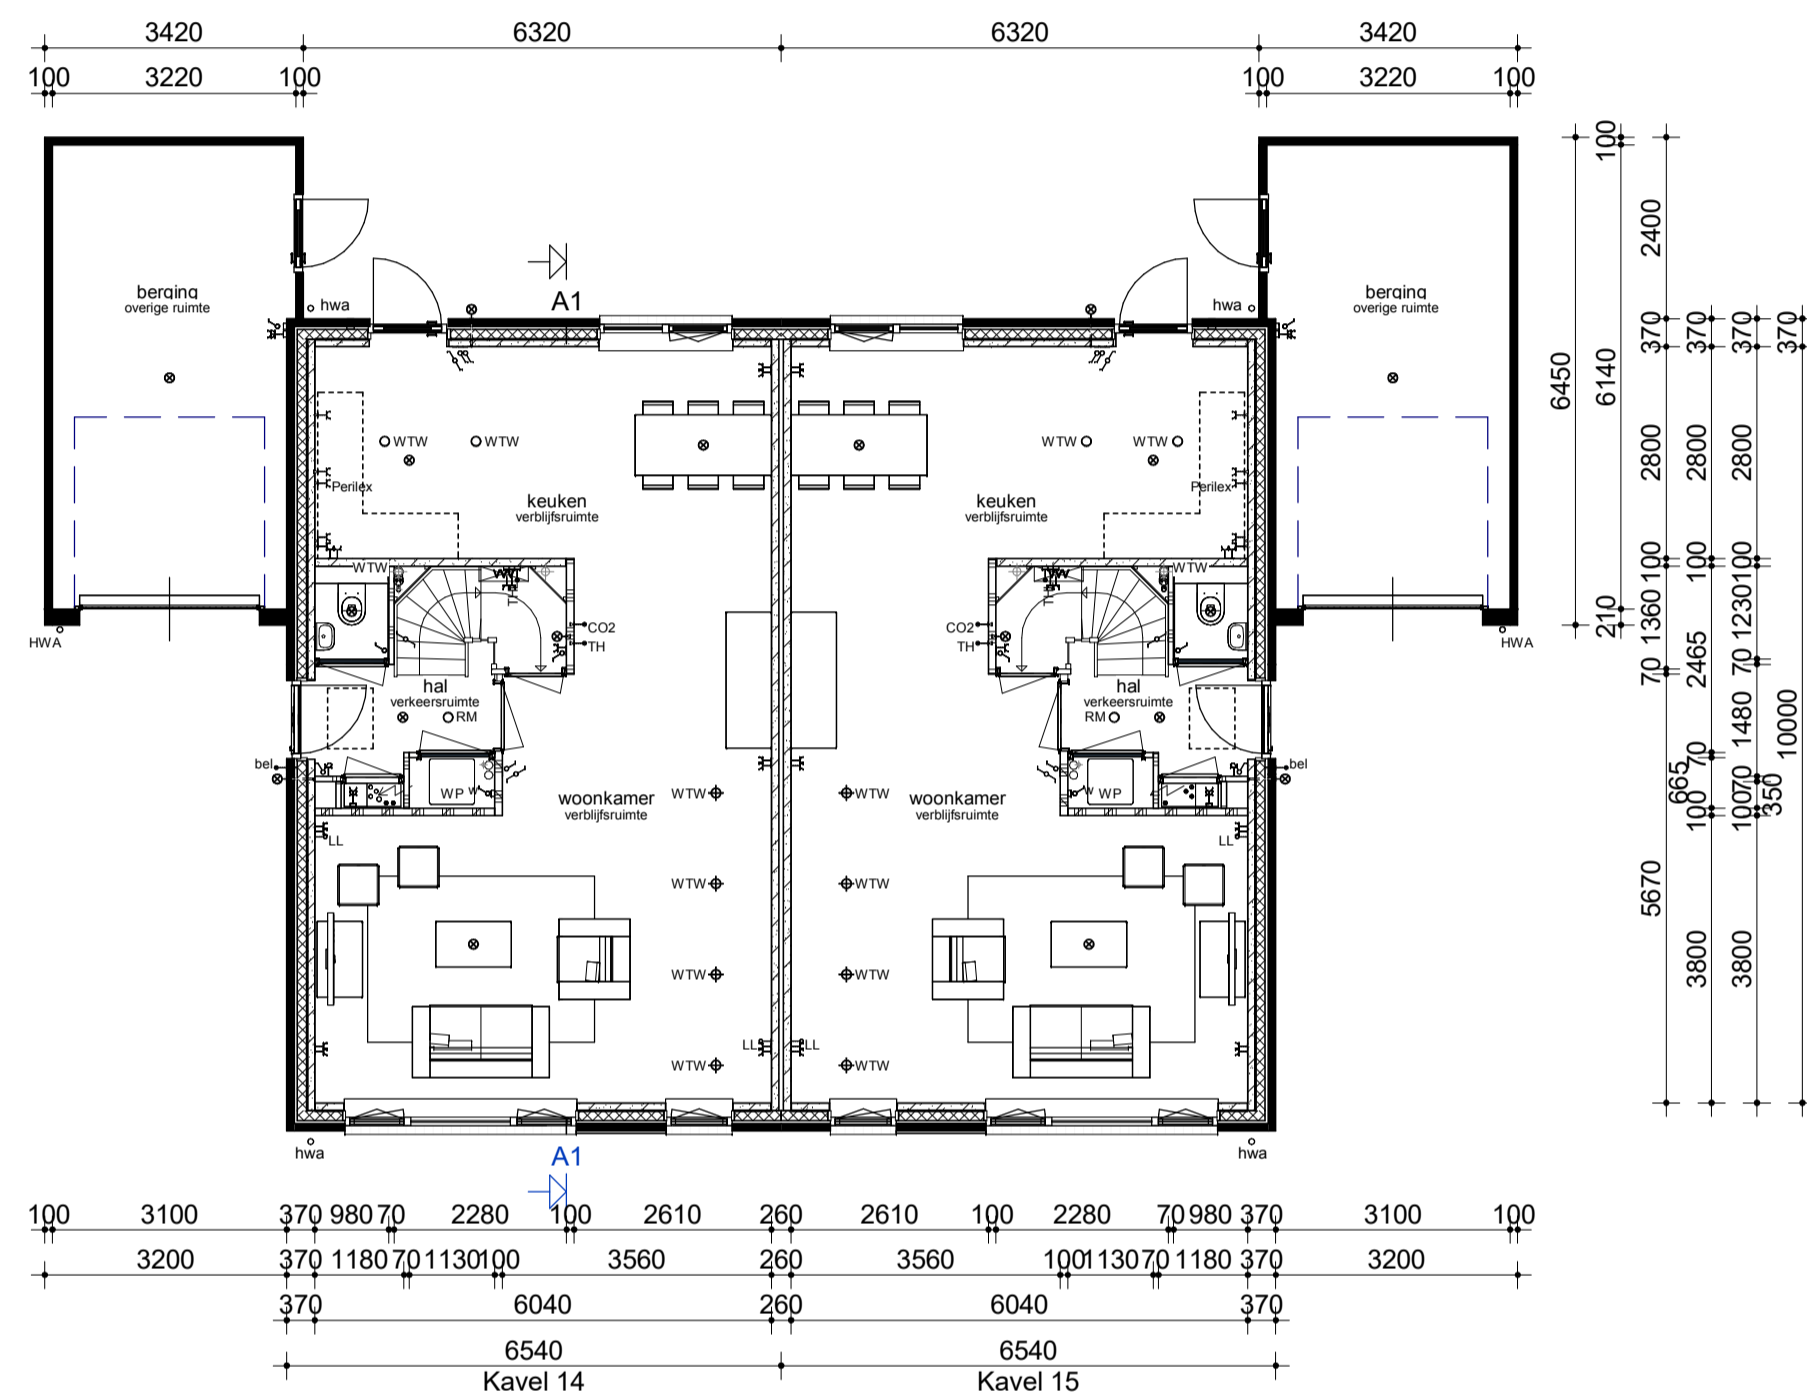 3420 6320 6320 3420
100 3220 100 100 3220 100
berging
overige ruimte
hwa
A1
hwa
berging
overige ruimte
WTW WTW
WTW WTW
Perilex
keuken
verblijfsruimte
keuken
verblijfsruimte
Perilex
WTW
TH
TH
WTW
CO2
TH
CO2
TH
HWA
HWA
hal
verkeersruimte
RM
hal
verkeersruimte
RM
bel
bel
WP W
W WP
woonkamer
verblijfsruimte
woonkamer
verblijfsruimte
WTW WTW
LL
LL
WTW WTW
WTW WTW
LL LL
WTW WTW
hwa
A1
hwa
100 3100 370 980 70 2280 100 2610 260 2610 100 2280 70 980 370 3100 100
3200 370 1180 70 1130 100 3560 260 3560 100 1130 70 1180 370 3200
370 6040 260 6040 370
6540 6540
Kavel 14 Kavel 15
6450
100 6140 210
2400 370 2800 100 1360 70 5670
370 2800 100 2465 70 665 100 3800
370 2800 100 1230 70 1480 70 350 100 3800
370 10000